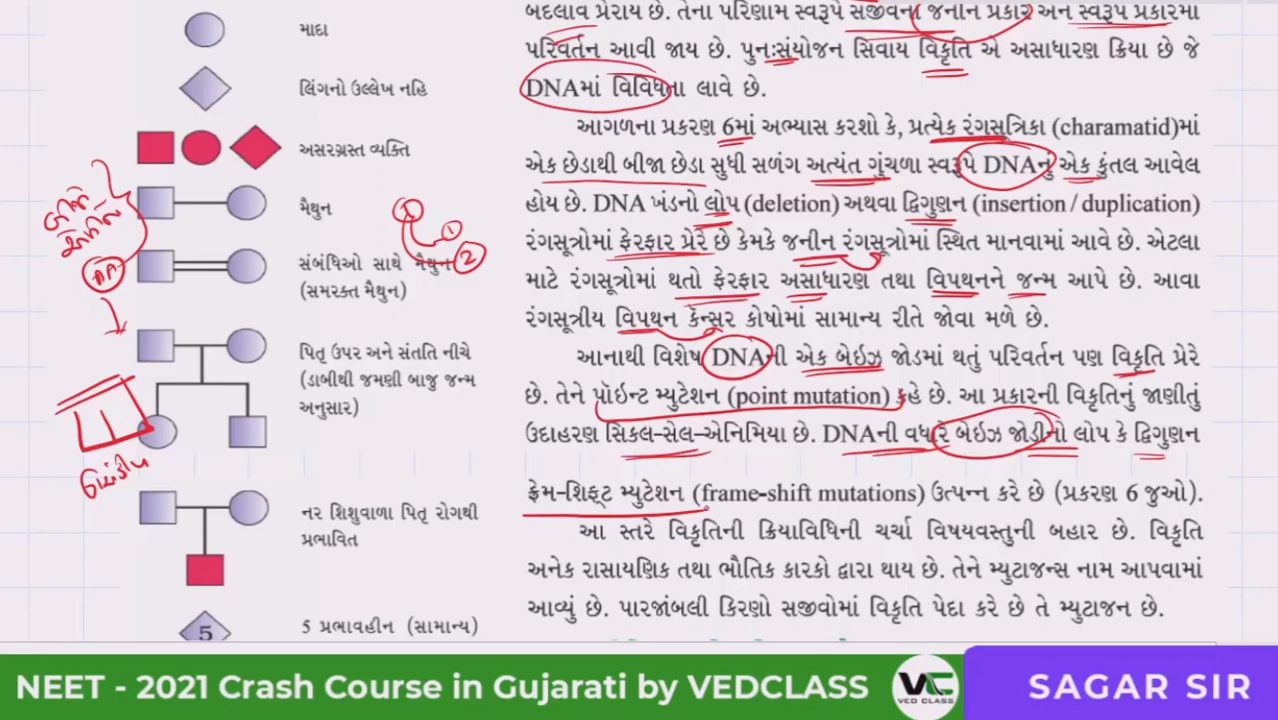 માદા
લિંગનો ઉલ્લેખ નહિ
અસરગ્રસ્ત વ્યક્તિ
મૈથુન
સંબંધિઓ સાથે મૈથુન
(સમરક્ત મૈથુન)
પિતૃ ઉપર અને સંતતિ નીચે
(ડાબીથી જમણી બાજુ જન્મ
અનુસાર)
નર શિશુવાળા પિતૃ રોગથી
પ્રભાવિત
5
5 પ્રભાવહીન (સામાન્ય)
1
2
બદલાવ પ્રેરાય છે. તેના પરિણામ સ્વરૂપે સજીવના જનીન પ્રકાર અને સ્વરૂપ પ્રકારમાં
પરિવર્તન આવી જાય છે. પુનઃસંયોજન સિવાય વિકૃતિ એ અસાધારણ ક્રિયા છે જે
DNAમાં વિવિધતા લાવે છે.
આગળના પ્રકરણ 6માં અભ્યાસ કરશો કે, પ્રત્યેક રંગસૂત્રિકા (charamatid)માં
એક છેડાથી બીજા છેડા સુધી સળંગ અત્યંત ગુંચળા સ્વરૂપે DNAનું એક કુંતલ આવેલ
હોય છે. DNA ખંડનો લોપ (deletion) અથવા દ્વિગુણન (insertion / duplication)
રંગસૂત્રોમાં ફેરફાર પ્રેરે છે કેમકે જનીન રંગસૂત્રોમાં સ્થિત માનવામાં આવે છે. એટલા
માટે રંગસૂત્રોમાં થતો ફેરફાર અસાધારણ તથા વિપથનને જન્મ આપે છે. આવા
રંગસૂત્રીય વિપથન કેન્સર કોષોમાં સામાન્ય રીતે જોવા મળે છે.
આનાથી વિશેષ DNAની એક બેઇઝ જોડમાં થતું પરિવર્તન પણ વિકૃતિ પ્રેરે
છે. તેને પૉઇન્ટ મ્યુટેશન (point mutation) કહે છે. આ પ્રકારની વિકૃતિનું જાણીતું
ઉદાહરણ સિકલ-સેલ-એનિમિયા છે. DNAની વધારે બેઇઝ જોડીનો લોપ કે દ્વિગુણન
ફ્રેમ-શિફ્ટ મ્યુટેશન (frame-shift mutations) ઉત્પન્ન કરે છે (પ્રકરણ 6 જુઓ).
આ સ્તરે વિકૃતિની ક્રિયાવિધિની ચર્ચા વિષયવસ્તુની બહાર છે. વિકૃતિ
અનેક રાસાયણિક તથા ભૌતિક કારકો દ્વારા થાય છે. તેને મ્યુટાજન્સ નામ આપવામાં
આવ્યું છે. પારજાંબલી કિરણો સજીવોમાં વિકૃતિ પેદા કરે છે તે મ્યુટાજન છે.
NEET - 2021 Crash Course in Gujarati by VEDCLASS
VC
VED CLASS
SAGAR SIR